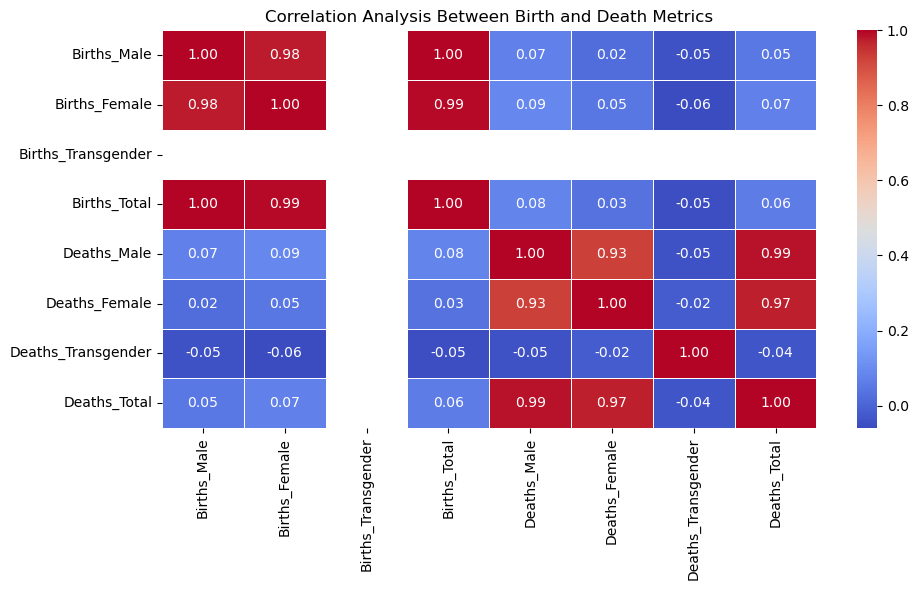 Correlation Analysis Between Birth and Death Metrics
Births_Male 1.00 0.98 1.00 0.07 0.02 -0.05 0.05
Births_Female 0.98 1.00 0.99 0.09 0.05 -0.06 0.07
Births_Transgender
Births_Total 1.00 0.99 1.00 0.08 0.03 -0.05 0.06
Deaths_Male 0.07 0.09 0.08 1.00 0.93 -0.05 0.99
Deaths_Female 0.02 0.05 0.03 0.93 1.00 -0.02 0.97
Deaths_Transgender -0.05 -0.06 -0.05 -0.05 -0.02 1.00 -0.04
Deaths_Total 0.05 0.07 0.06 0.99 0.97 -0.04 1.00
Births_Male
Births_Female
Births_Transgender
Births_Total
Deaths_Male
Deaths_Female
Deaths_Transgender
Deaths_Total
1.0
0.8
0.6
0.4
0.2
0.0